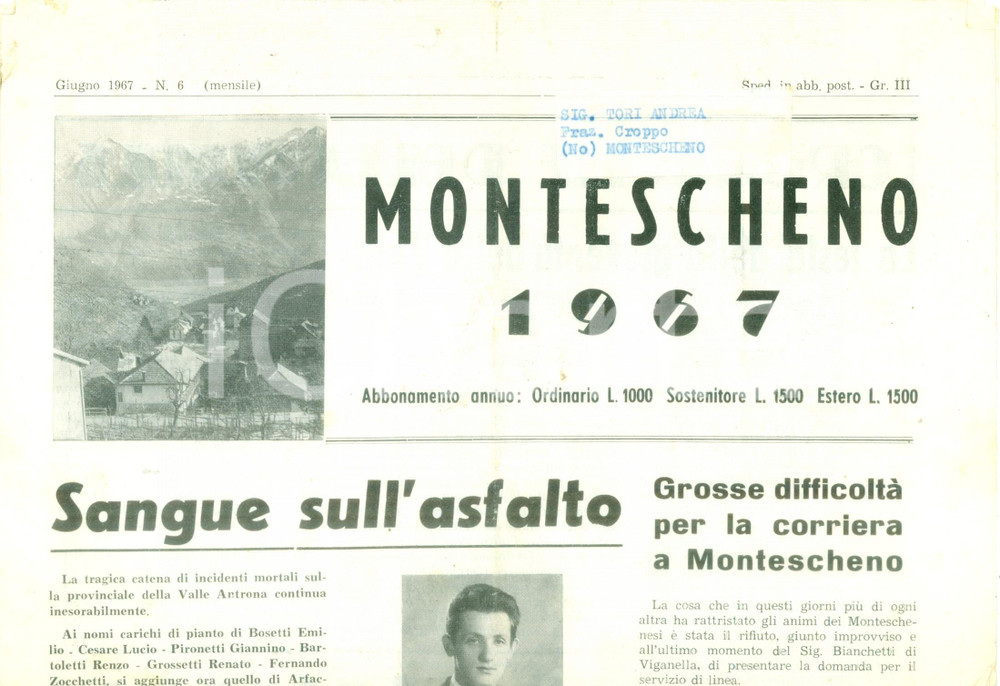 Giugno 1967 - N. 6 (mensile)
Sped. in abb. post. - Gr. III
SIG. TORI ANDREA
Fraz. Croppo
(No) MONTESCHENO
MONTESCHENO
1967
Abbonamento annuo: Ordinario L. 1000 Sostenitore L. 1500 Estero L. 1500
Sangue sull'asfalto
La tragica catena di incidenti mortali sul-
la provinciale della Valle Antrona continua
inesorabilmente.
Ai nomi carichi di pianto di Bosetti Emi-
lio - Cesare Lucio - Pironetti Giannino - Bar-
toletti Renzo - Grossetti Renato - Fernando
Zocchetti, si aggiunge ora quello di Arfac-
Grosse difficoltà
per la corriera
a Montescheno
La cosa che in questi giorni più di ogni
altra ha rattristato gli animi dei Montesche-
nesi è stata il rifiuto, giunto improvviso e
all'ultimo momento del Sig. Bianchetti di
Viganella, di presentare la domanda per il
servizio di linea.